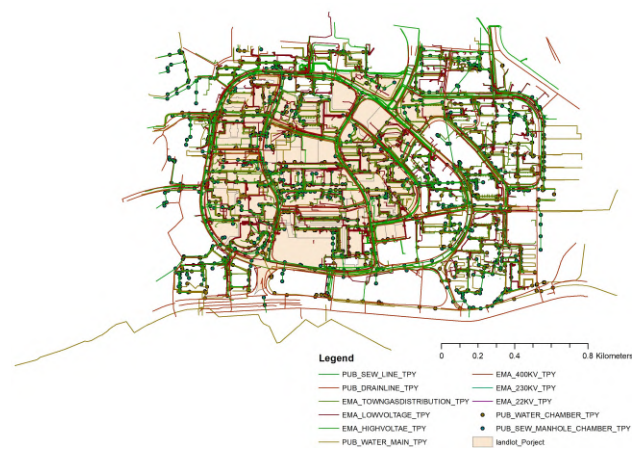 0 0.2 0.4 0.8 Kilometers
Legend
PUB_SEW_LINE_TPY
PUB_DRAINLINE_TPY
EMA_TOWNGASDISTRIBUTION_TPY
EMA_LOWVOLTAGE_TPY
EMA_HIGHVOLTAE_TPY
PUB_WATER_MAIN_TPY
EMA_400KV_TPY
EMA_230KV_TPY
EMA_22KV_TPY
PUB_WATER_CHAMBER_TPY
PUB_SEW_MANHOLE_CHAMBER_TPY
landlot_Porject